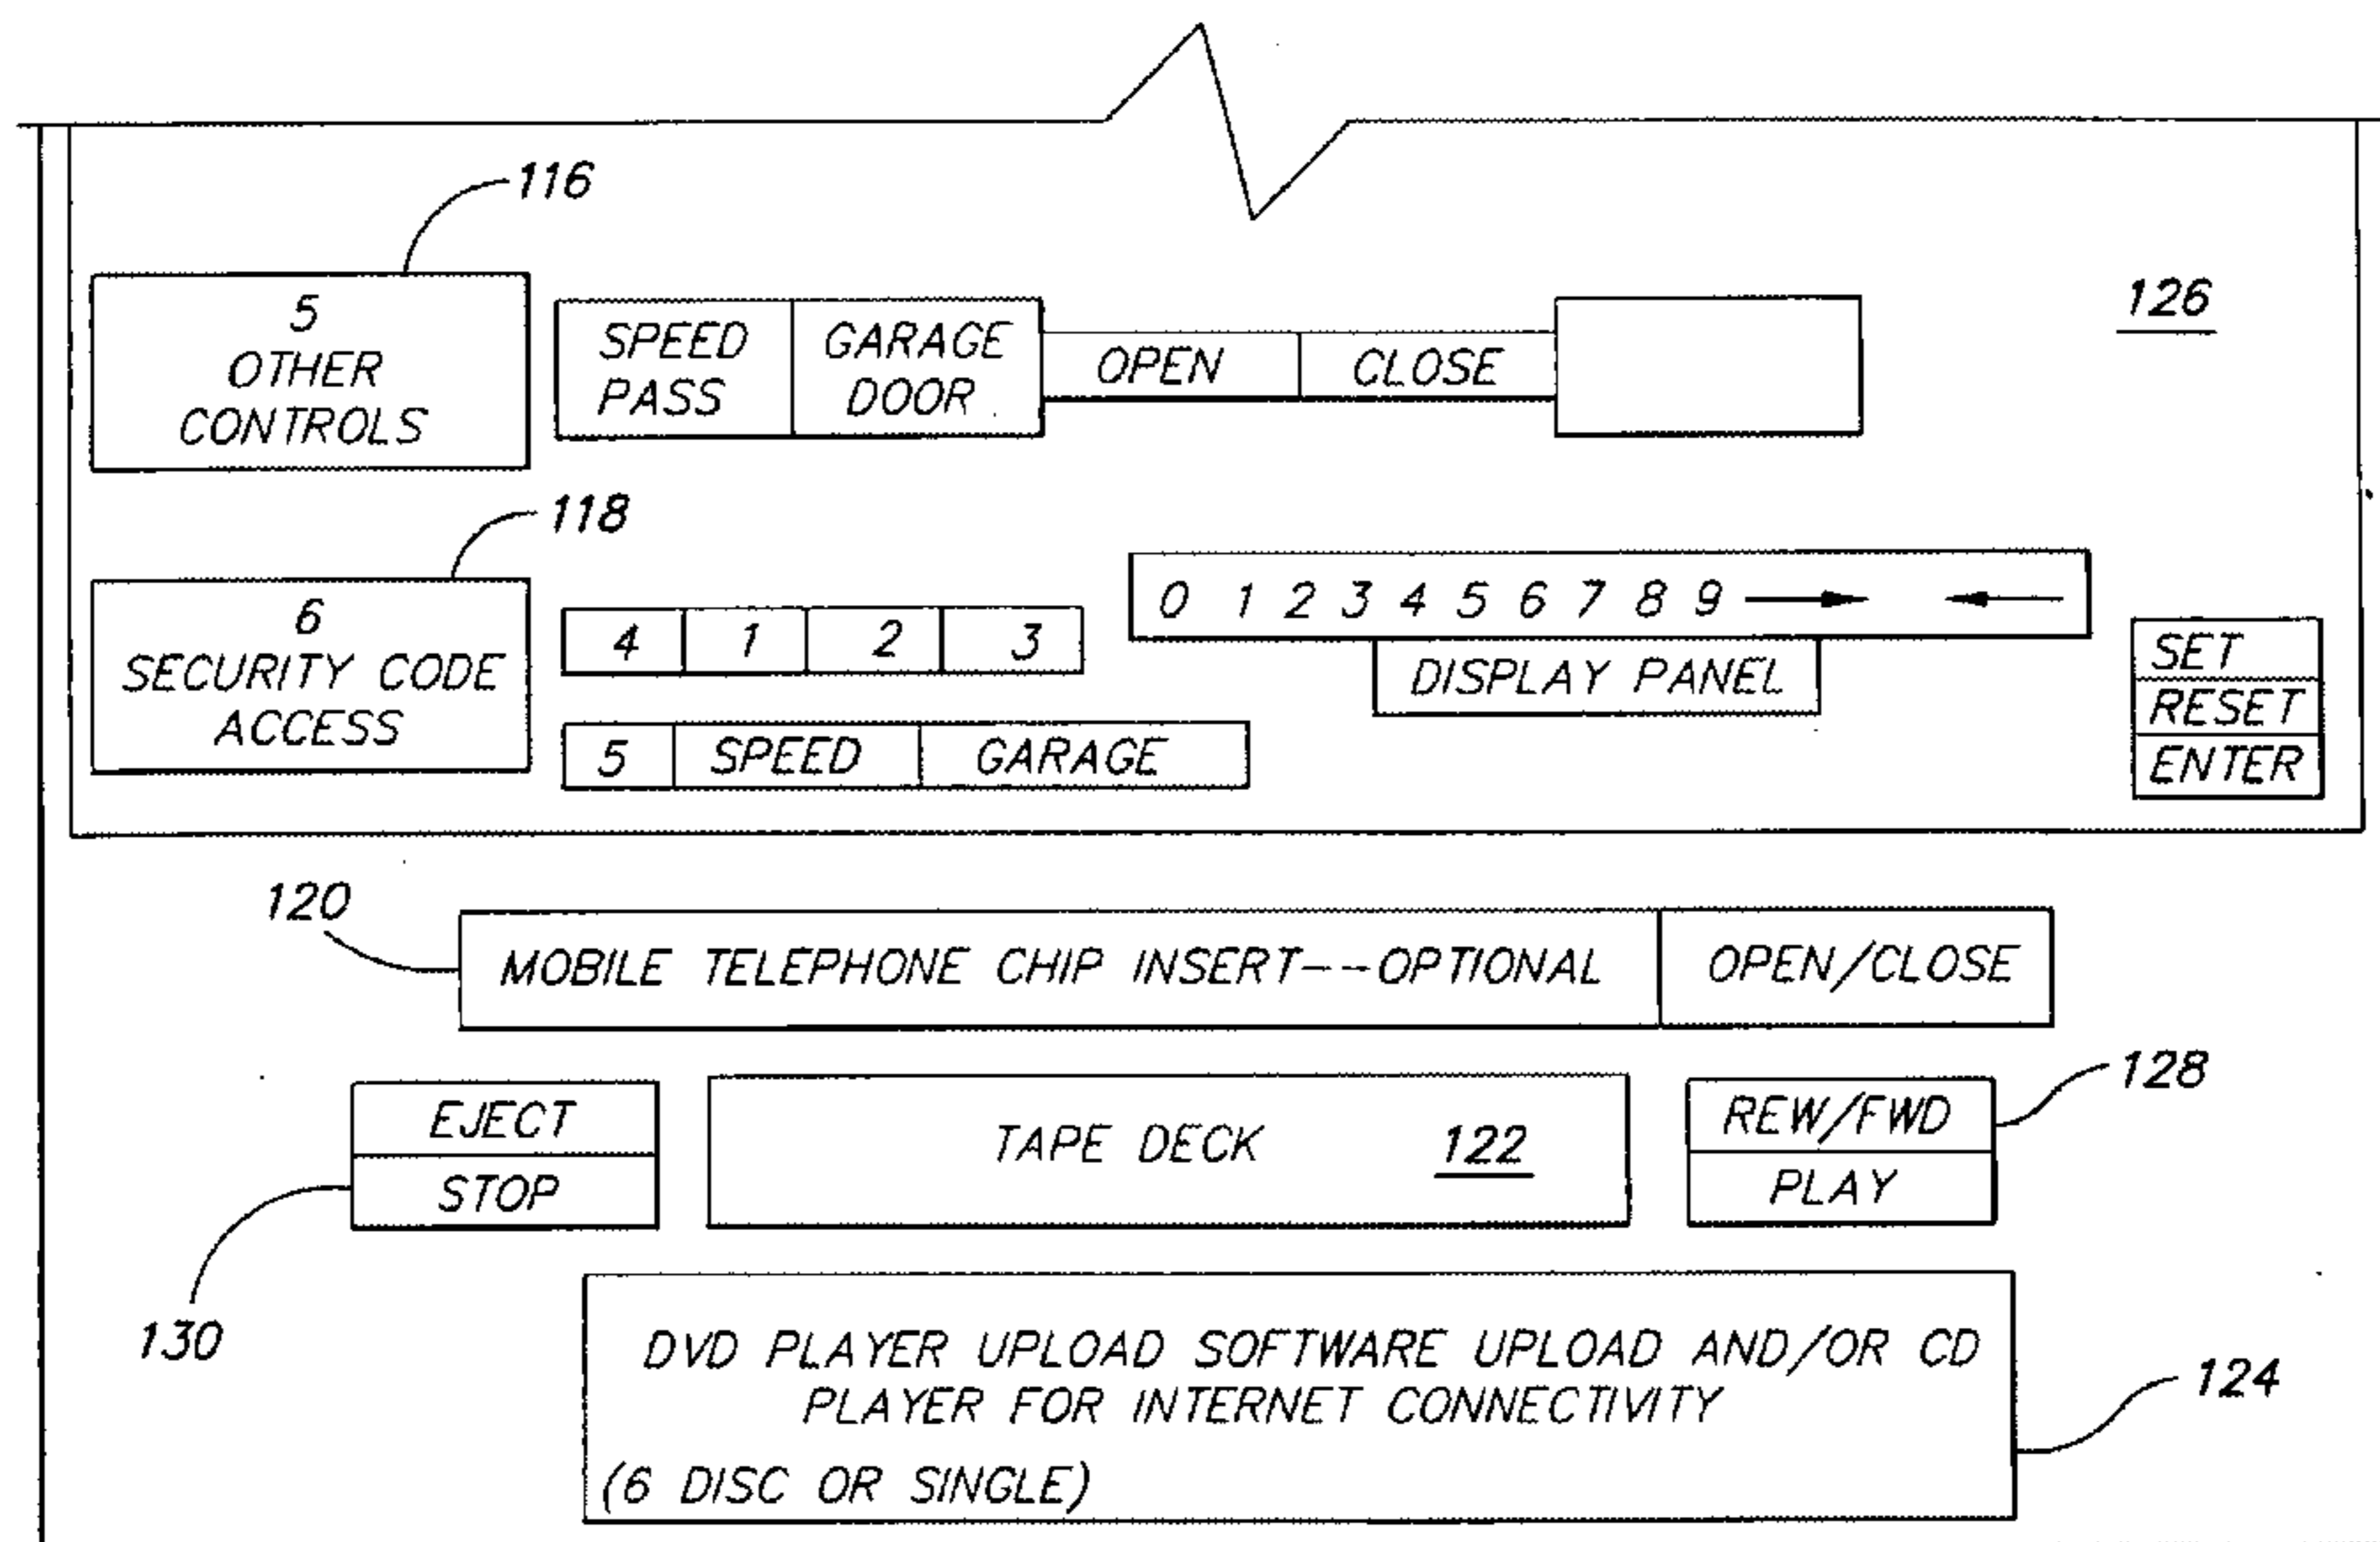 116
5
OTHER
CONTROLS
SPEED
PASS
GARAGE
DOOR
OPEN
CLOSE
126
118
6
SECURITY CODE
ACCESS
4 1 2 3
5 SPEED GARAGE
0 1 2 3 4 5 6 7 8 9
DISPLAY PANEL
SET
RESET
ENTER
120
MOBILE TELEPHONE CHIP INSERT--OPTIONAL OPEN/CLOSE
EJECT
STOP
130
TAPE DECK 122
REW/FWD
PLAY
128
DVD PLAYER UPLOAD SOFTWARE UPLOAD AND/OR CD
PLAYER FOR INTERNET CONNECTIVITY
(6 DISC OR SINGLE)
124